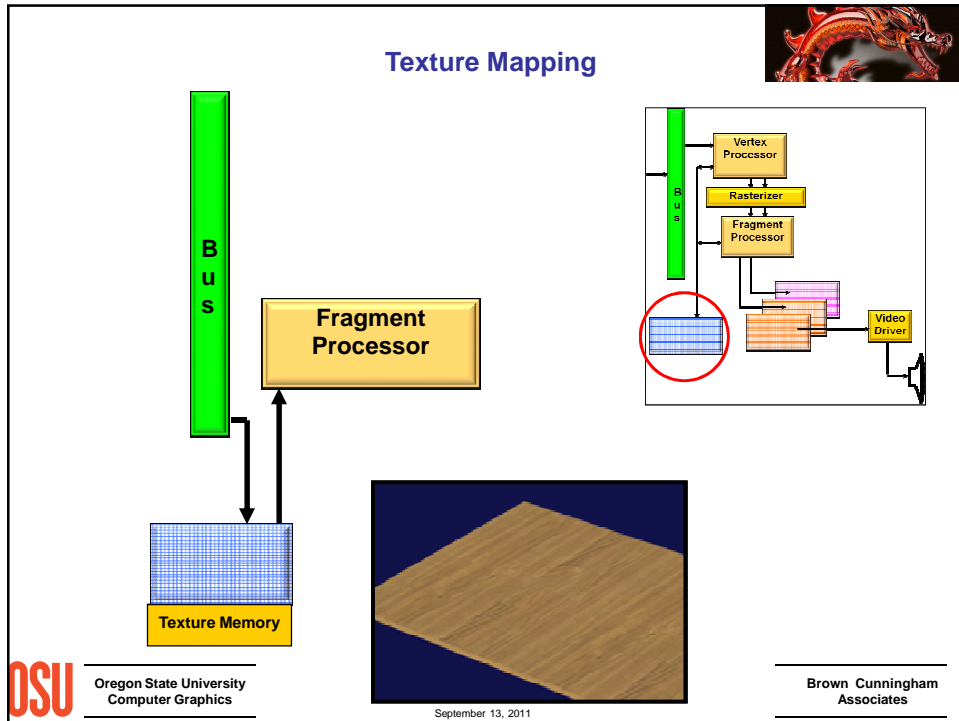 Texture Mapping
B
u
s
Fragment
Processor
Texture Memory
Vertex
Processor
B
u
s
Rasterizer
Fragment
Processor
Video
Driver
OSU
Oregon State University
Computer Graphics
September 13, 2011
Brown Cunningham
Associates